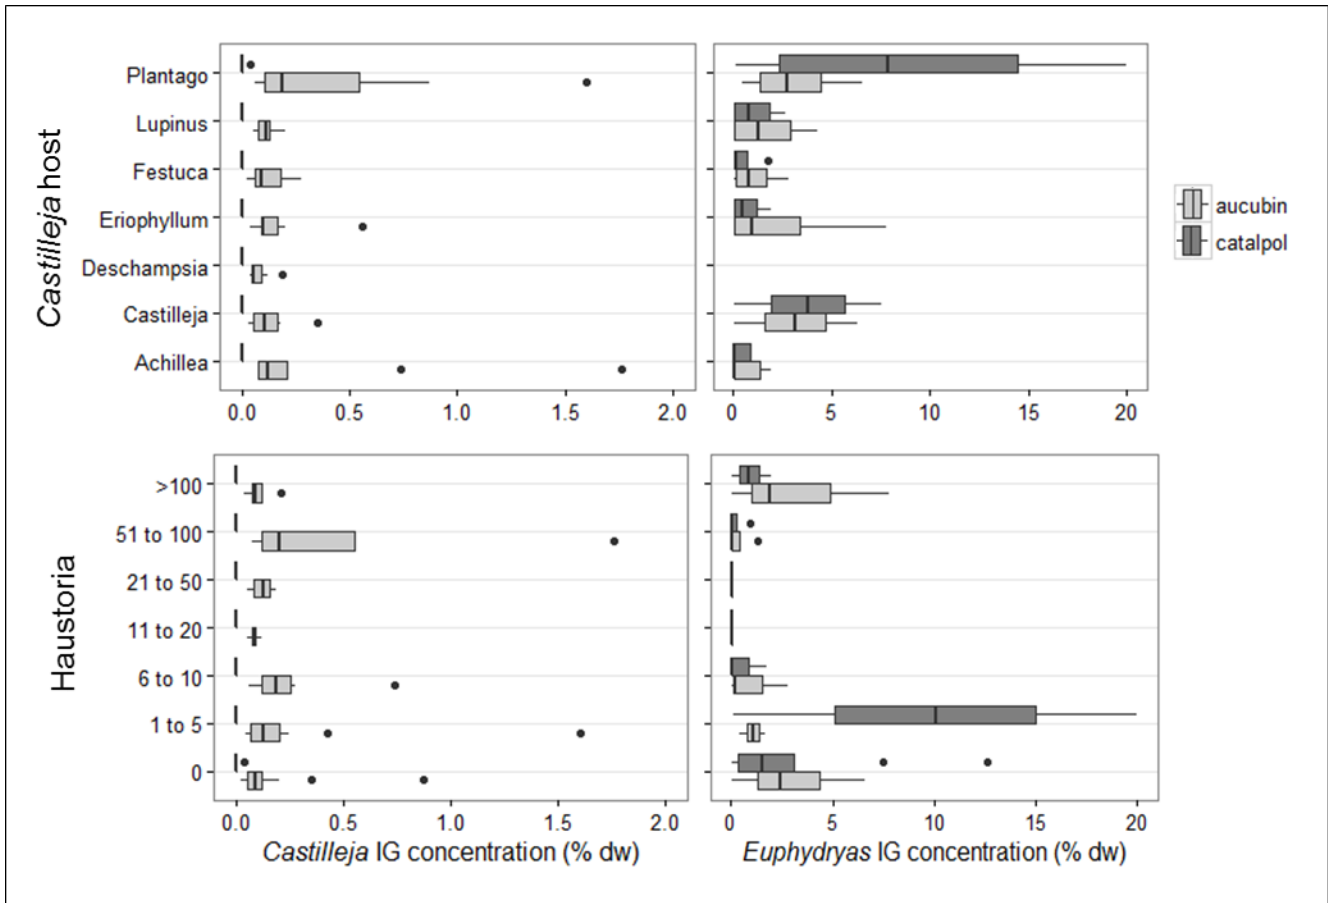 Castilleja host
Plantago
Lupinus
Festuca
Eriophyllum
Deschampsia
Castilleja
Achillea
0.0 0.5 1.0 1.5 2.0
0 5 10 15 20
aucubin
catalpol
Haustoria
>100
51 to 100
21 to 50
11 to 20
6 to 10
1 to 5
0
0.0 0.5 1.0 1.5 2.0
0 5 10 15 20
Castilleja IG concentration (% dw)
Euphydryas IG concentration (% dw)